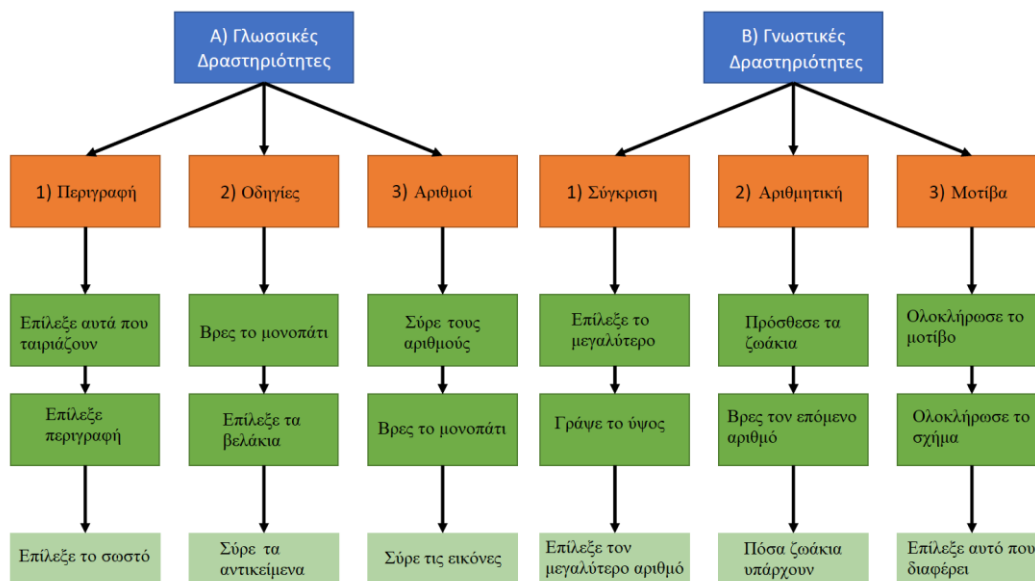 Α) Γλωσσικές
Δραστηριότητες
Β) Γνωστικές
Δραστηριότητες
1) Περιγραφή
2) Οδηγίες
3) Αριθμοί
1) Σύγκριση
2) Αριθμητική
3) Μοτίβα
Επίλεξε αυτά που
ταιριάζουν
Βρες το μονοπάτι
Σύρε τους
αριθμούς
Επίλεξε το
μεγαλύτερο
Πρόσθεσε τα
ζωάκια
Ολοκλήρωσε το
μοτίβο
Επίλεξε
περιγραφή
Επίλεξε τα
βελάκια
Βρες το μονοπάτι
Γράψε το ύψος
Βρες τον επόμενο
αριθμό
Ολοκλήρωσε το
σχήμα
Επίλεξε το σωστό
Σύρε τα
αντικείμενα
Σύρε τις εικόνες
Επίλεξε τον
μεγαλύτερο αριθμό
Πόσα ζωάκια
υπάρχουν
Επίλεξε αυτό που
διαφέρει